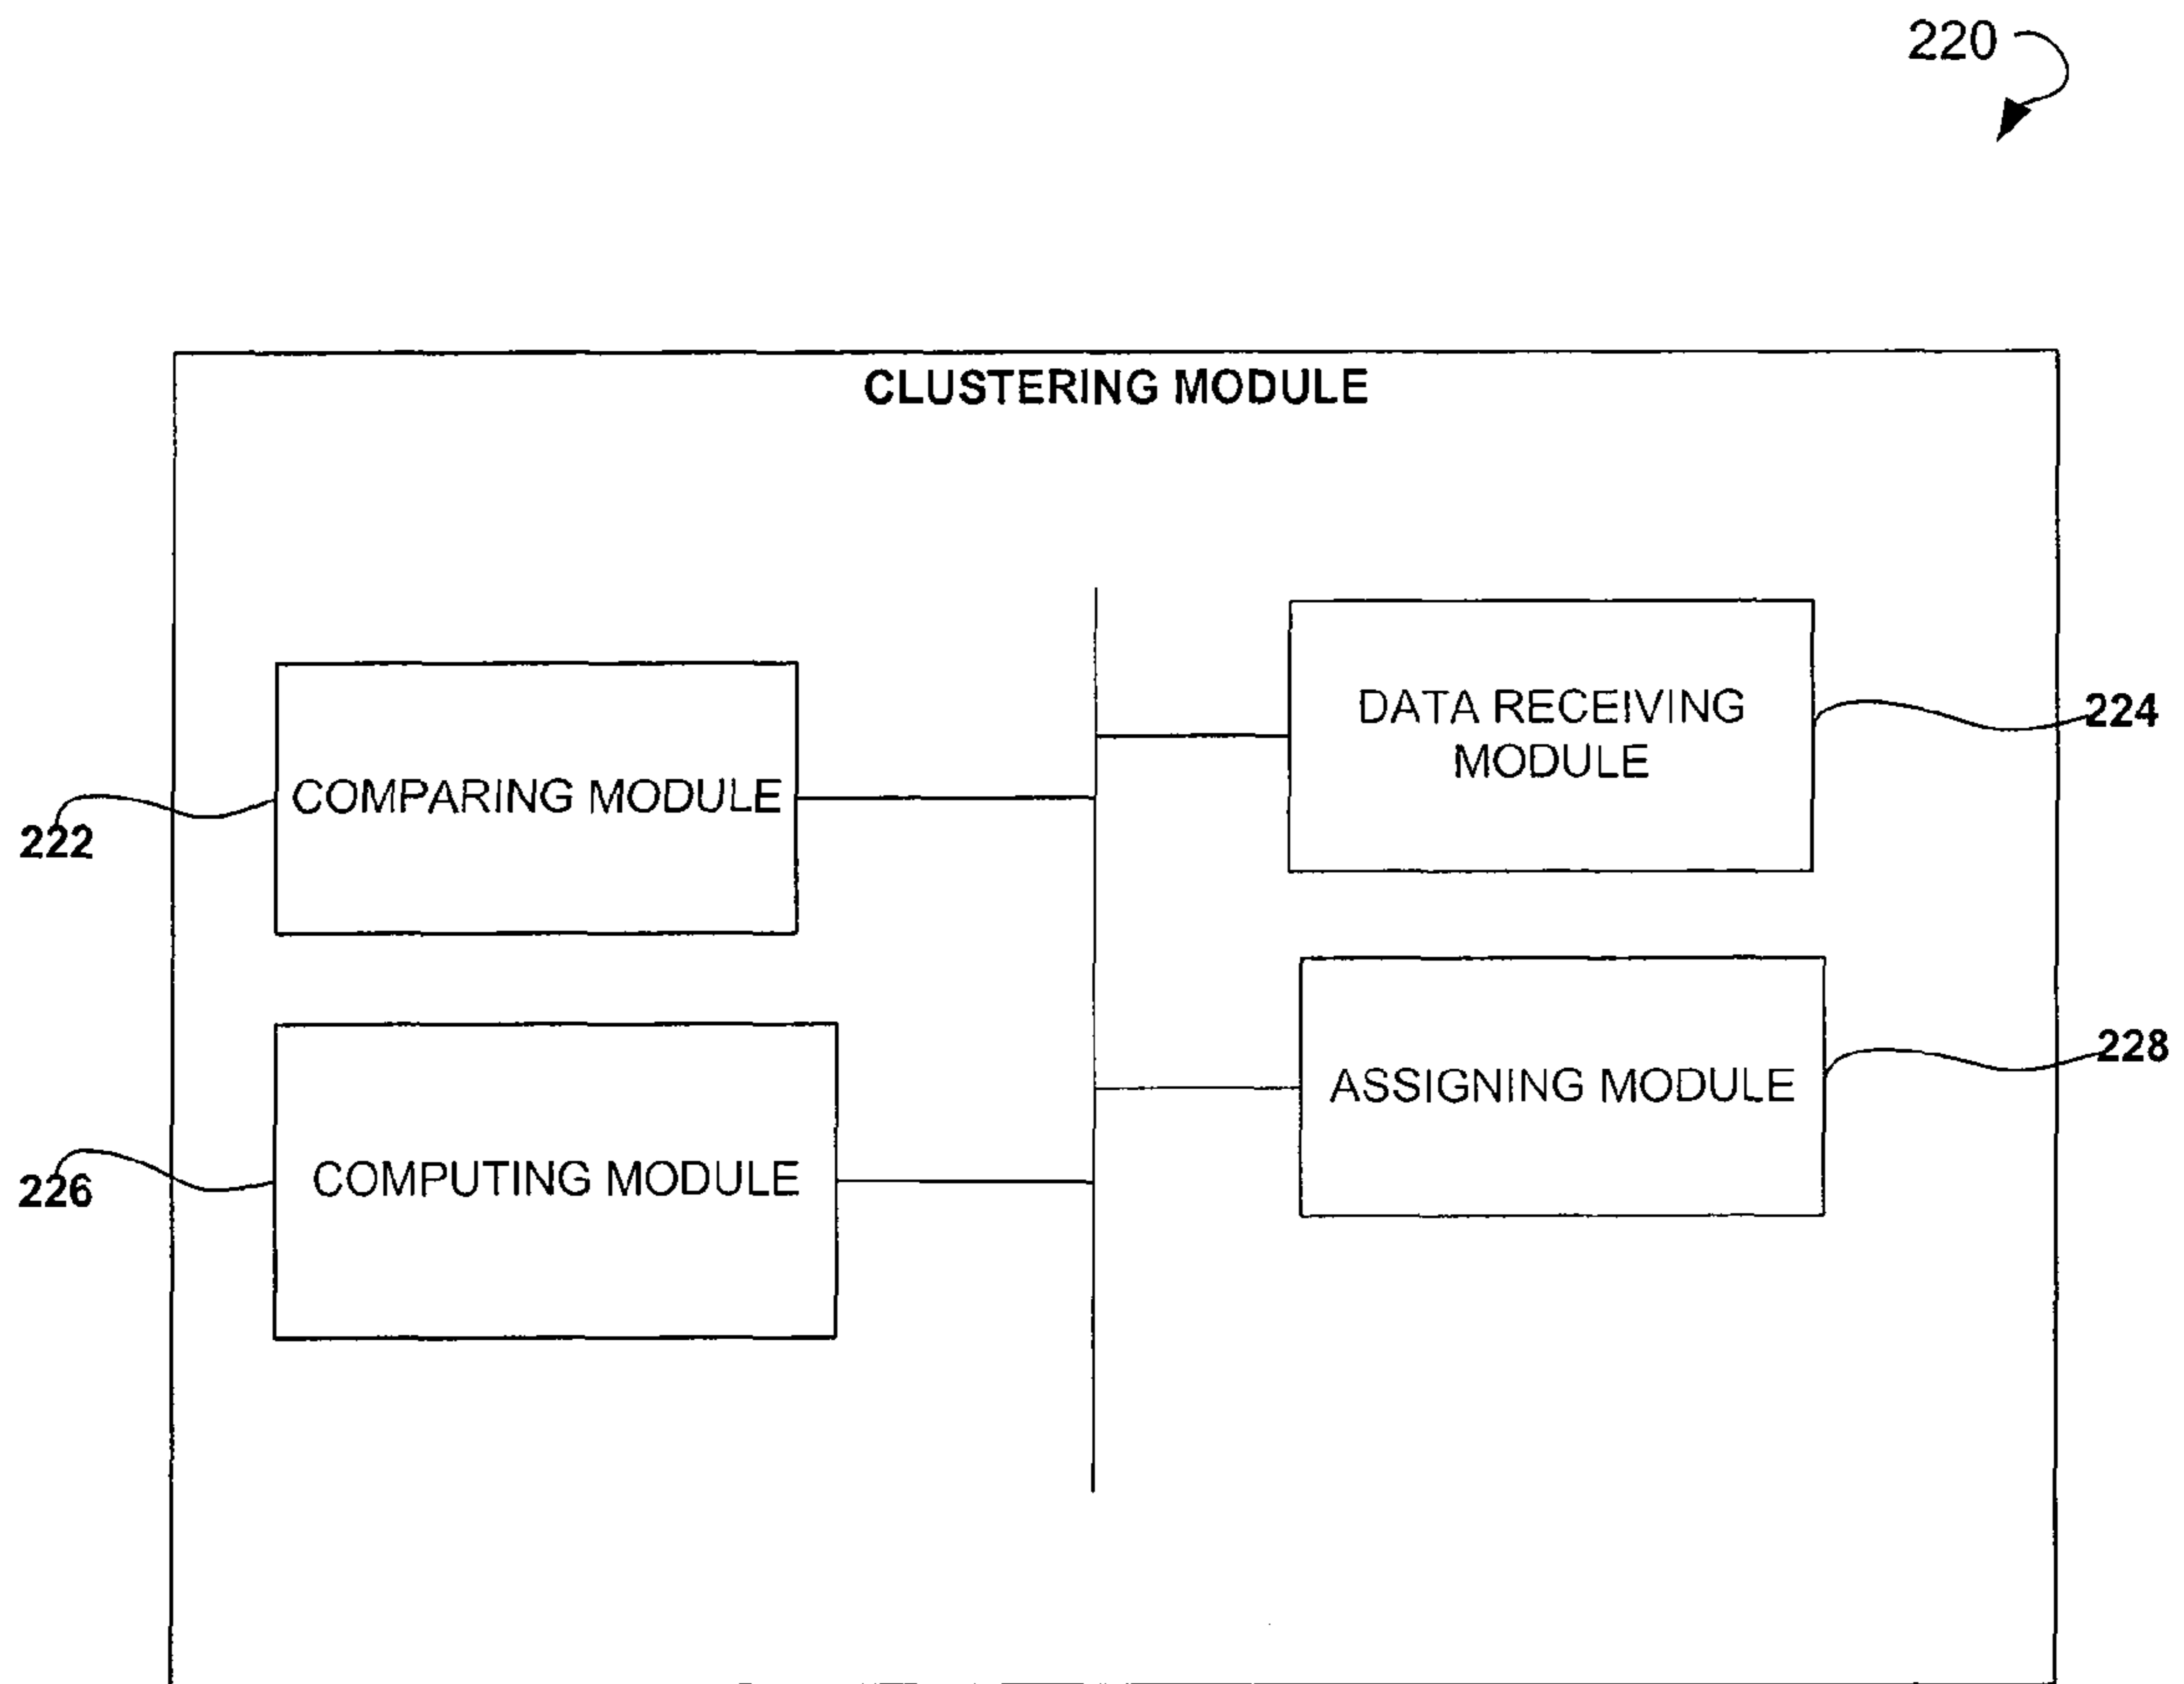 220
CLUSTERING MODULE
DATA RECEIVING
MODULE
224
COMPARING MODULE
222
ASSIGNING MODULE
228
COMPUTING MODULE
226